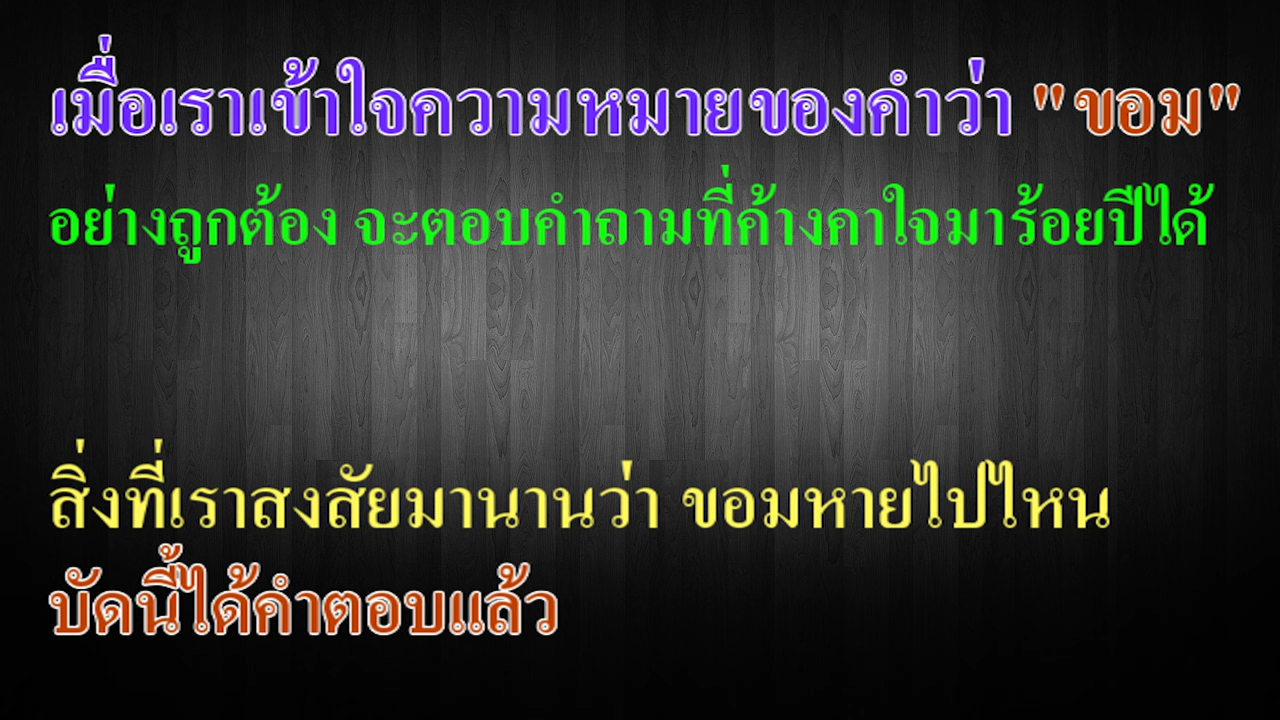 เมื่อเราเข้าใจความหมายของคำว่า "ขอม"
อย่างถูกต้อง จะตอบคำถามที่ค้างคาใจมาร้อยปีได้
สิ่งที่เราสงสัยมานานว่า ขอมหายไปไหน
บัดนี้ได้คำตอบแล้ว